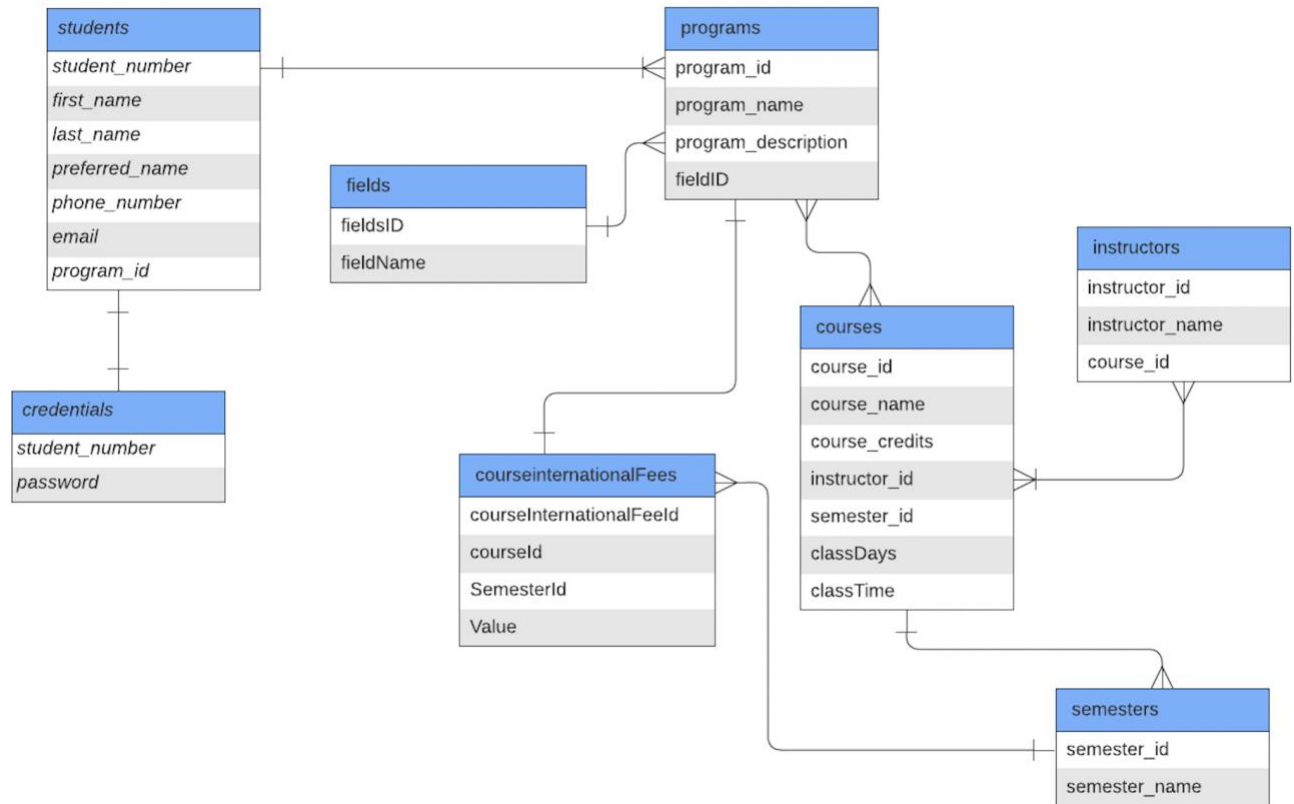 students
student_number
first_name
last_name
preferred_name
phone_number
email
program_id
programs
program_id
program_name
program_description
fieldID
fields
fieldsID
fieldName
instructors
instructor_id
instructor_name
course_id
courses
course_id
course_name
course_credits
instructor_id
semester_id
classDays
classTime
credentials
student_number
password
courseinternationalFees
courseInternationalFeeId
courseId
SemesterId
Value
semesters
semester_id
semester_name